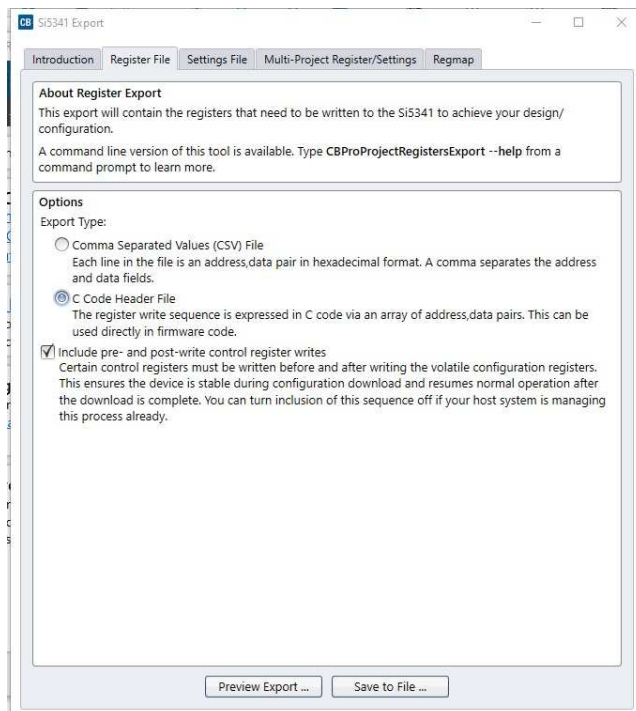 CB Si5341 Export
Introduction Register File Settings File Multi-Project Register/Settings Regmap
About Register Export
This export will contain the registers that need to be written to the Si5341 to achieve your design/
configuration.
A command line version of this tool is available. Type CBProProjectRegistersExport --help from a
command prompt to learn more.
Options
Export Type:
Comma Separated Values (CSV) File
Each line in the file is an address,data pair in hexadecimal format. A comma separates the address
and data fields.
C Code Header File
The register write sequence is expressed in C code via an array of address,data pairs. This can be
used directly in firmware code.
Include pre- and post-write control register writes
Certain control registers must be written before and after writing the volatile configuration registers.
This ensures the device is stable during configuration download and resumes normal operation after
the download is complete. You can turn inclusion of this sequence off if your host system is managing
this process already.
Preview Export ... Save to File ...